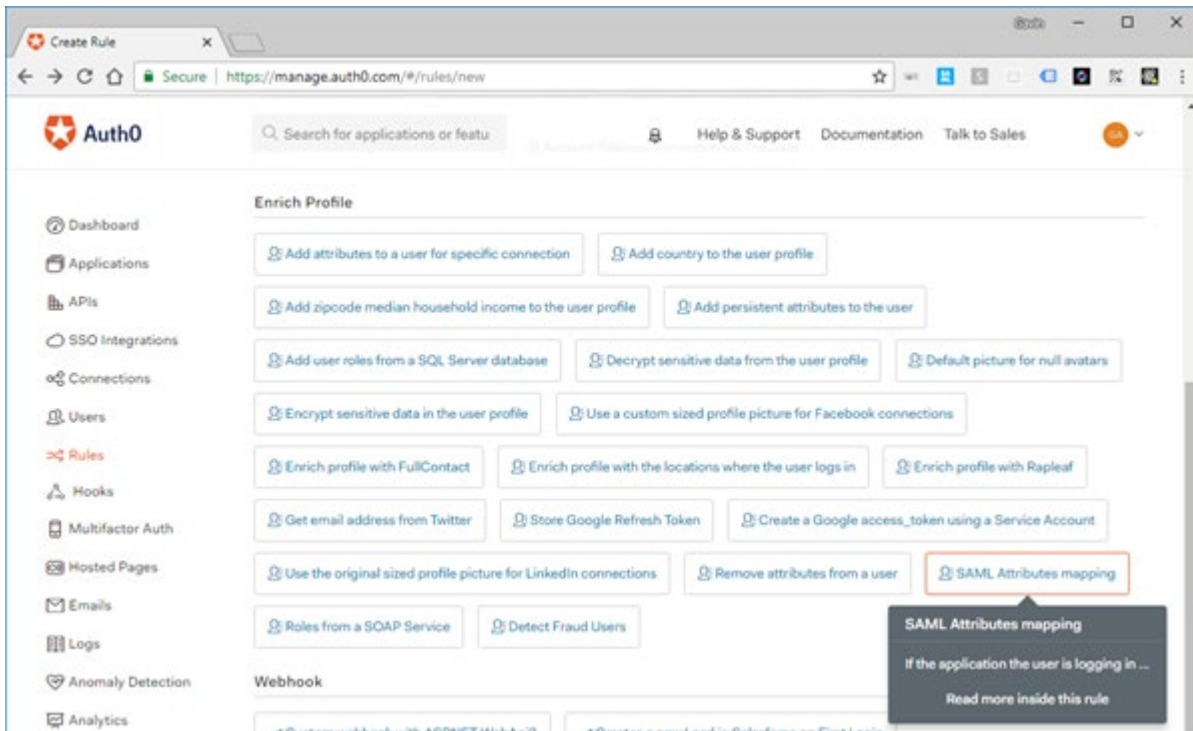 Create Rule
Secure https://manage.auth0.com/#/rules/new
Auth0
Search for applications or featu
Help & Support Documentation Talk to Sales
GA
Dashboard
Applications
APIs
SSO Integrations
Connections
Users
Rules
Hooks
Multifactor Auth
Hosted Pages
Emails
Logs
Anomaly Detection
Analytics
Enrich Profile
Add attributes to a user for specific connection Add country to the user profile
Add zipcode median household income to the user profile Add persistent attributes to the user
Add user roles from a SQL Server database Decrypt sensitive data from the user profile Default picture for null avatars
Encrypt sensitive data in the user profile Use a custom sized profile picture for Facebook connections
Enrich profile with FullContact Enrich profile with the locations where the user logs in Enrich profile with Rapleaf
Get email address from Twitter Store Google Refresh Token Create a Google access_token using a Service Account
Use the original sized profile picture for LinkedIn connections Remove attributes from a user SAML Attributes mapping
Roles from a SOAP Service Detect Fraud Users
SAML Attributes mapping
If the application the user is logging in ...
Read more inside this rule
Webhook